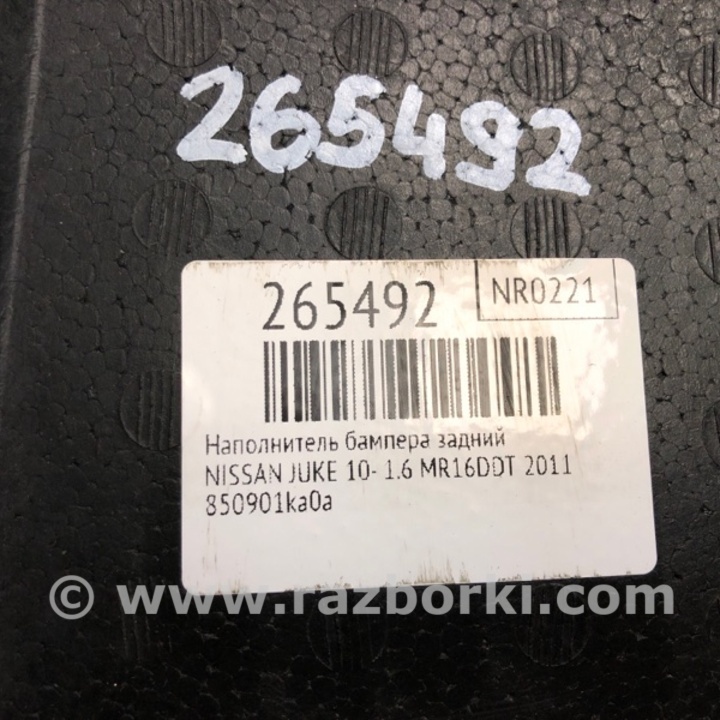 265492
265492
NR0221
Наполнитель бампера задний
NISSAN JUKE 10- 1.6 MR16DDT 2011
850901ka0a
© www.razborki.com